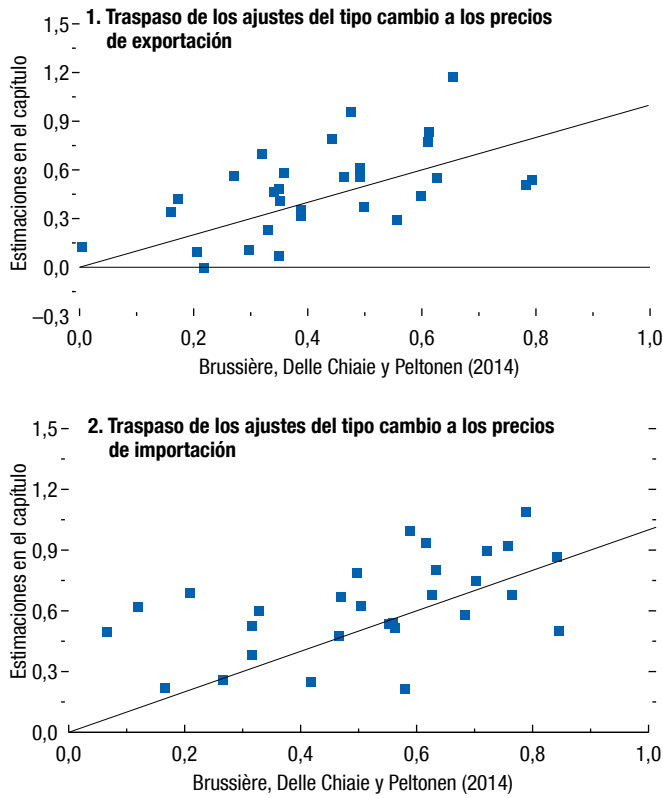 1. Traspaso de los ajustes del tipo cambio a los precios
de exportación
Estimaciones en el capítulo
1,5
1,2
0,9
0,6
0,3
0,0
–0,3
0,0 0,2 0,4 0,6 0,8 1,0
Brussière, Delle Chiaie y Peltonen (2014)
2. Traspaso de los ajustes del tipo cambio a los precios
de importación
Estimaciones en el capítulo
1,5
1,2
0,9
0,6
0,3
0,0
0,0 0,2 0,4 0,6 0,8 1,0
Brussière, Delle Chiaie y Peltonen (2014)